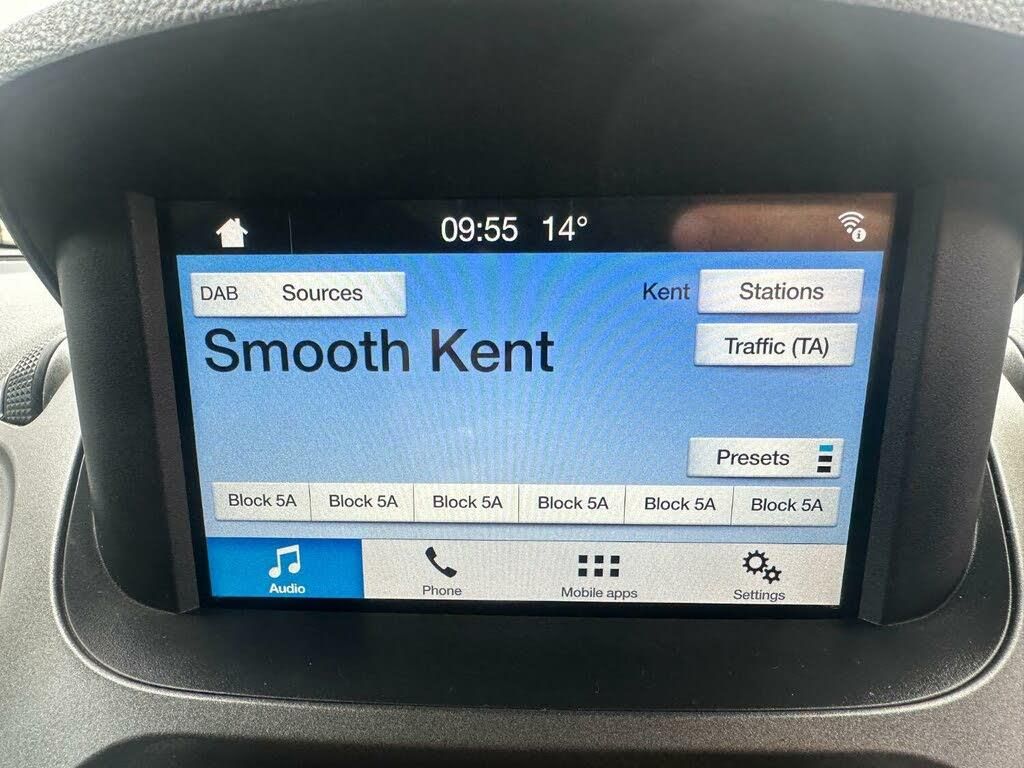 09:55 14°
DAB Sources
Kent Stations
Smooth Kent
Traffic (TA)
Presets
Block 5A Block 5A Block 5A Block 5A Block 5A Block 5A
Audio Phone Mobile apps Settings